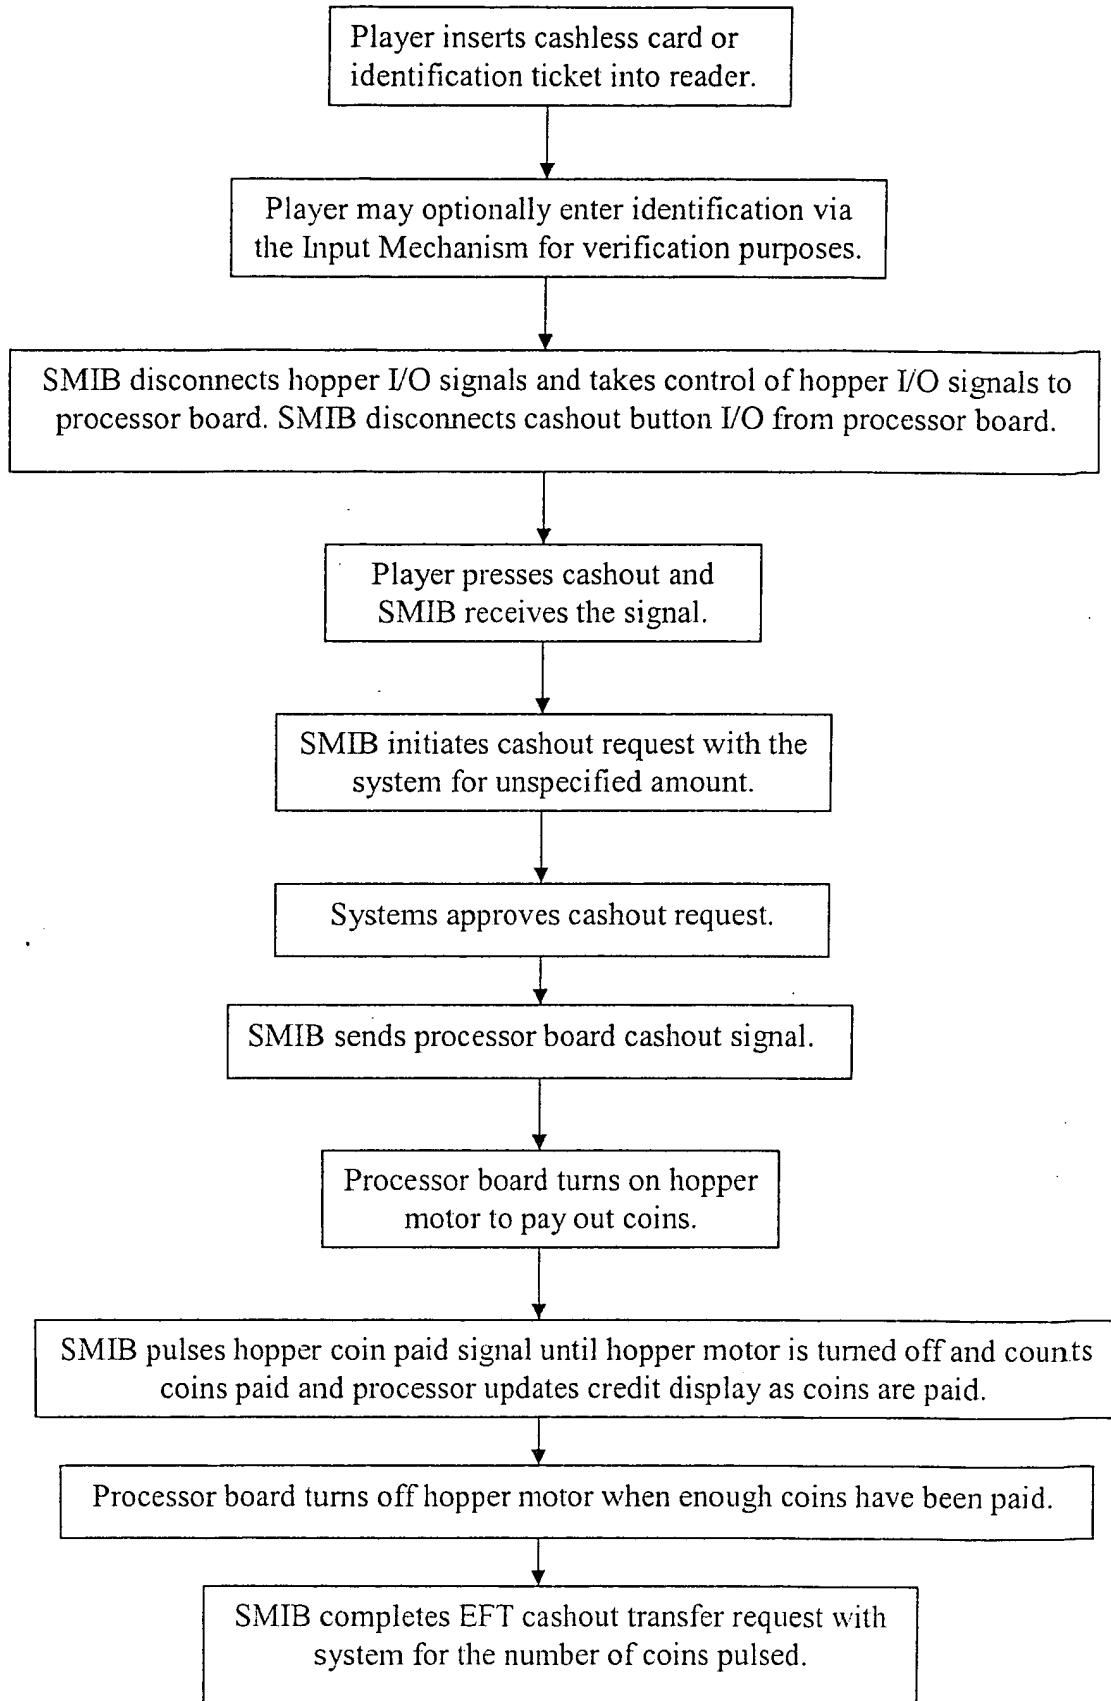 Player inserts cashless card or
identification ticket into reader.
Player may optionally enter identification via
the Input Mechanism for verification purposes.
SMIB disconnects hopper I/O signals and takes control of hopper I/O signals to
processor board. SMIB disconnects cashout button I/O from processor board.
Player presses cashout and
SMIB receives the signal.
SMIB initiates cashout request with the
system for unspecified amount.
Systems approves cashout request.
SMIB sends processor board cashout signal.
Processor board turns on hopper
motor to pay out coins.
SMIB pulses hopper coin paid signal until hopper motor is turned off and counts
coins paid and processor updates credit display as coins are paid.
Processor board turns off hopper motor when enough coins have been paid.
SMIB completes EFT cashout transfer request with
system for the number of coins pulsed.